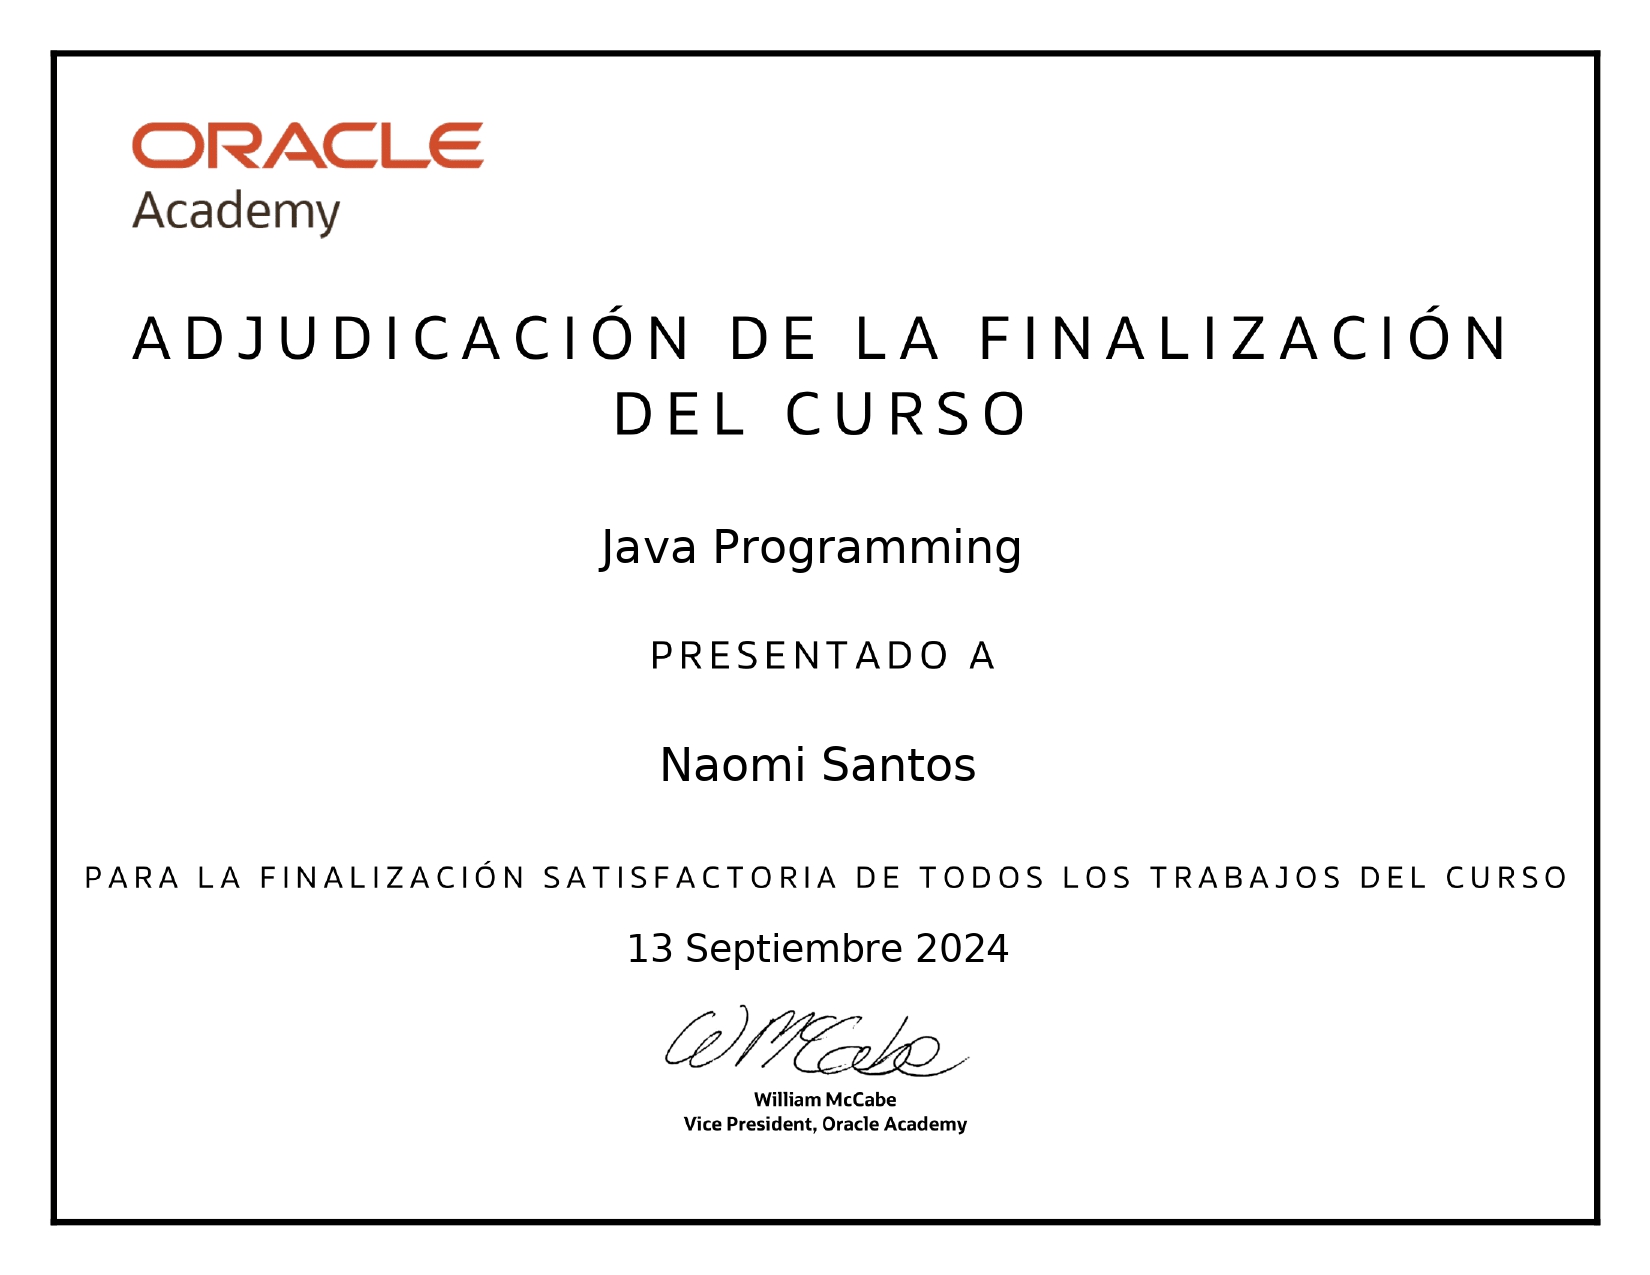 ORACLE
Academy
ADJUDICACIÓN DE LA FINALIZACIÓN
DEL CURSO
Java Programming
PRESENTADO A
Naomi Santos
PARA LA FINALIZACIÓN SATISFACTORIA DE TODOS LOS TRABAJOS DEL CURSO
13 Septiembre 2024
W McCabe
William McCabe
Vice President, Oracle Academy